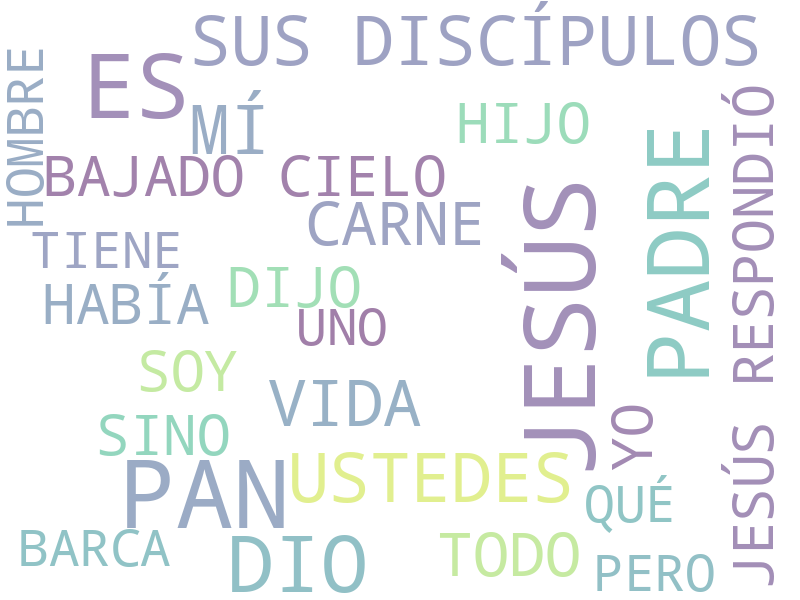 SUS DISCÍPULOS
ES
HOMBRE
MÍ
HIJO
BAJADO CIELO
CARNE
TIENE
DIJO
HABÍA
UNO
SOY
VIDA
SINO
JESÚS
PADRE
JESÚS RESPONDIÓ
YO
PAN
USTEDES
QUÉ
BARCA
DIO
TODO
PERO